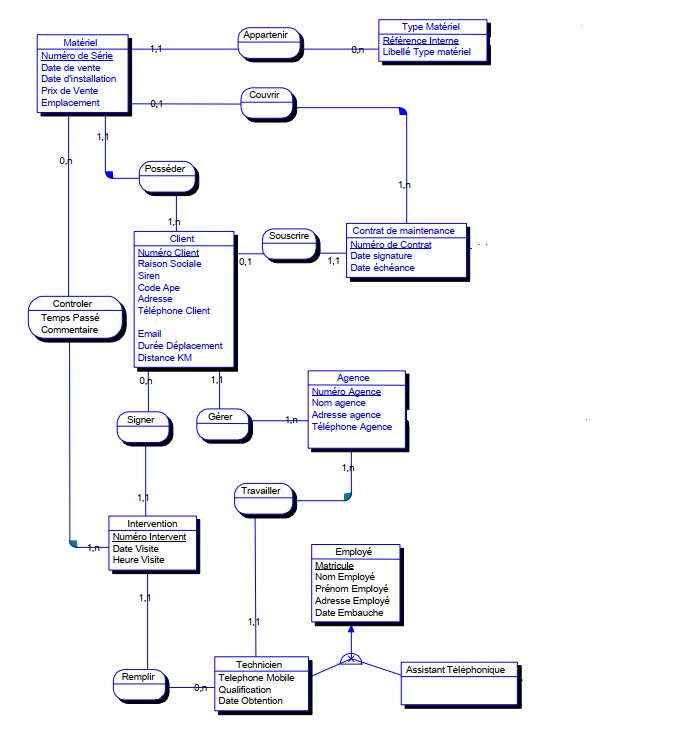 Type Matériel
Référence Interne
Libellé Type matériel
Appartenir
1,1
0,n
Matériel
Numéro de Série
Date de vente
Date d'installation
Prix de Vente
Emplacement
Couvrir
0,1
1,1
0,n
Posséder
1,n
1,n
Client
Numéro Client
Raison Sociale
Siren
Code Ape
Adresse
Téléphone Client
Email
Durée Déplacement
Distance KM
Souscrire
0,1
1,1
Contrat de maintenance
Numéro de Contrat
Date signature
Date échéance
Controler
Temps Passé
Commentaire
0,n
1,1
Agence
Numéro Agence
Nom agence
Adresse agence
Téléphone Agence
Signer
Gérer
1,n
1,n
Travailler
1,1
Intervention
Numéro Intervent
Date Visite
Heure Visite
1,n
Employé
Matricule
Nom Employé
Prénom Employé
Adresse Employé
Date Embauche
1,1
1,1
Remplir
0,n
Technicien
Telephone Mobile
Qualification
Date Obtention
Assistant Téléphonique